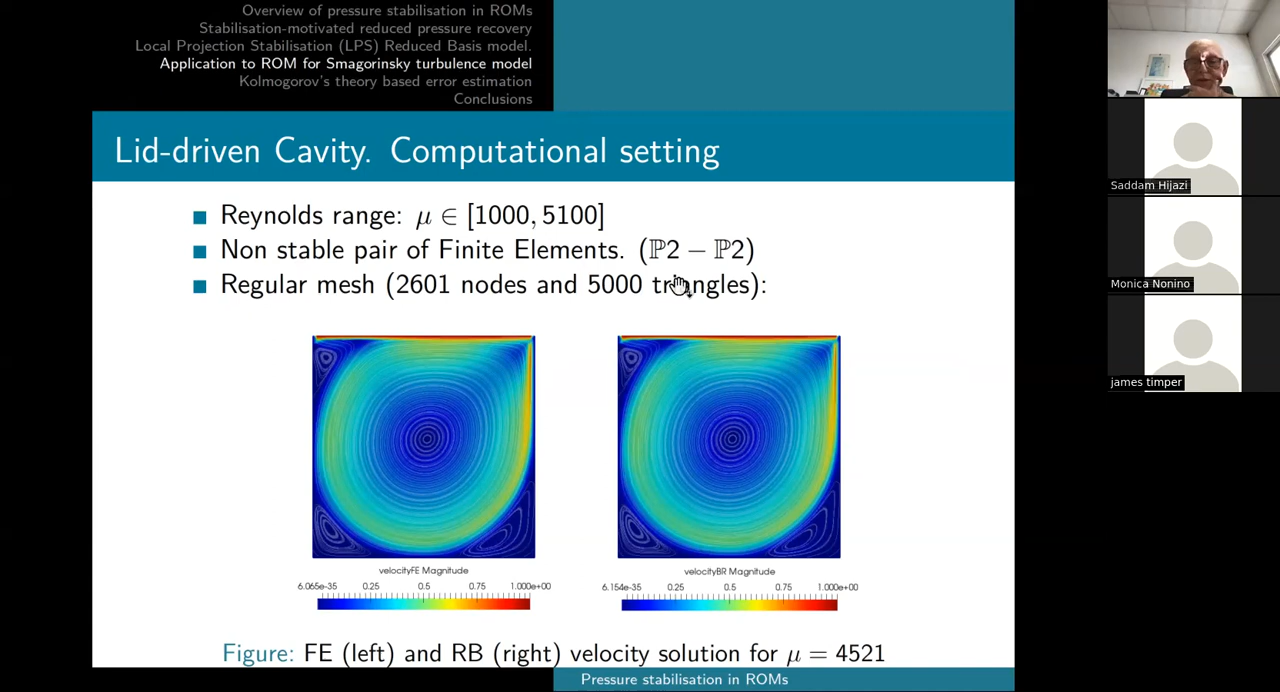 Overview of pressure stabilisation in ROMs
Stabilisation-motivated reduced pressure recovery
Local Projection Stabilisation (LPS) Reduced Basis model.
Application to ROM for Smagorinsky turbulence model
Kolmogorov's theory based error estimation
Conclusions
Lid-driven Cavity. Computational setting
Reynolds range: μ ∈ [1000, 5100]
Non stable pair of Finite Elements. (ℙ2 − ℙ2)
Regular mesh (2601 nodes and 5000 triangles):
velocityFE Magnitude
6.065e-35 0.25 0.5 0.75 1.000e+00
velocityBR Magnitude
6.154e-35 0.25 0.5 0.75 1.000e+00
Figure: FE (left) and RB (right) velocity solution for μ = 4521
Pressure stabilisation in ROMs
Saddam Hijazi
Monica Nonino
james timper